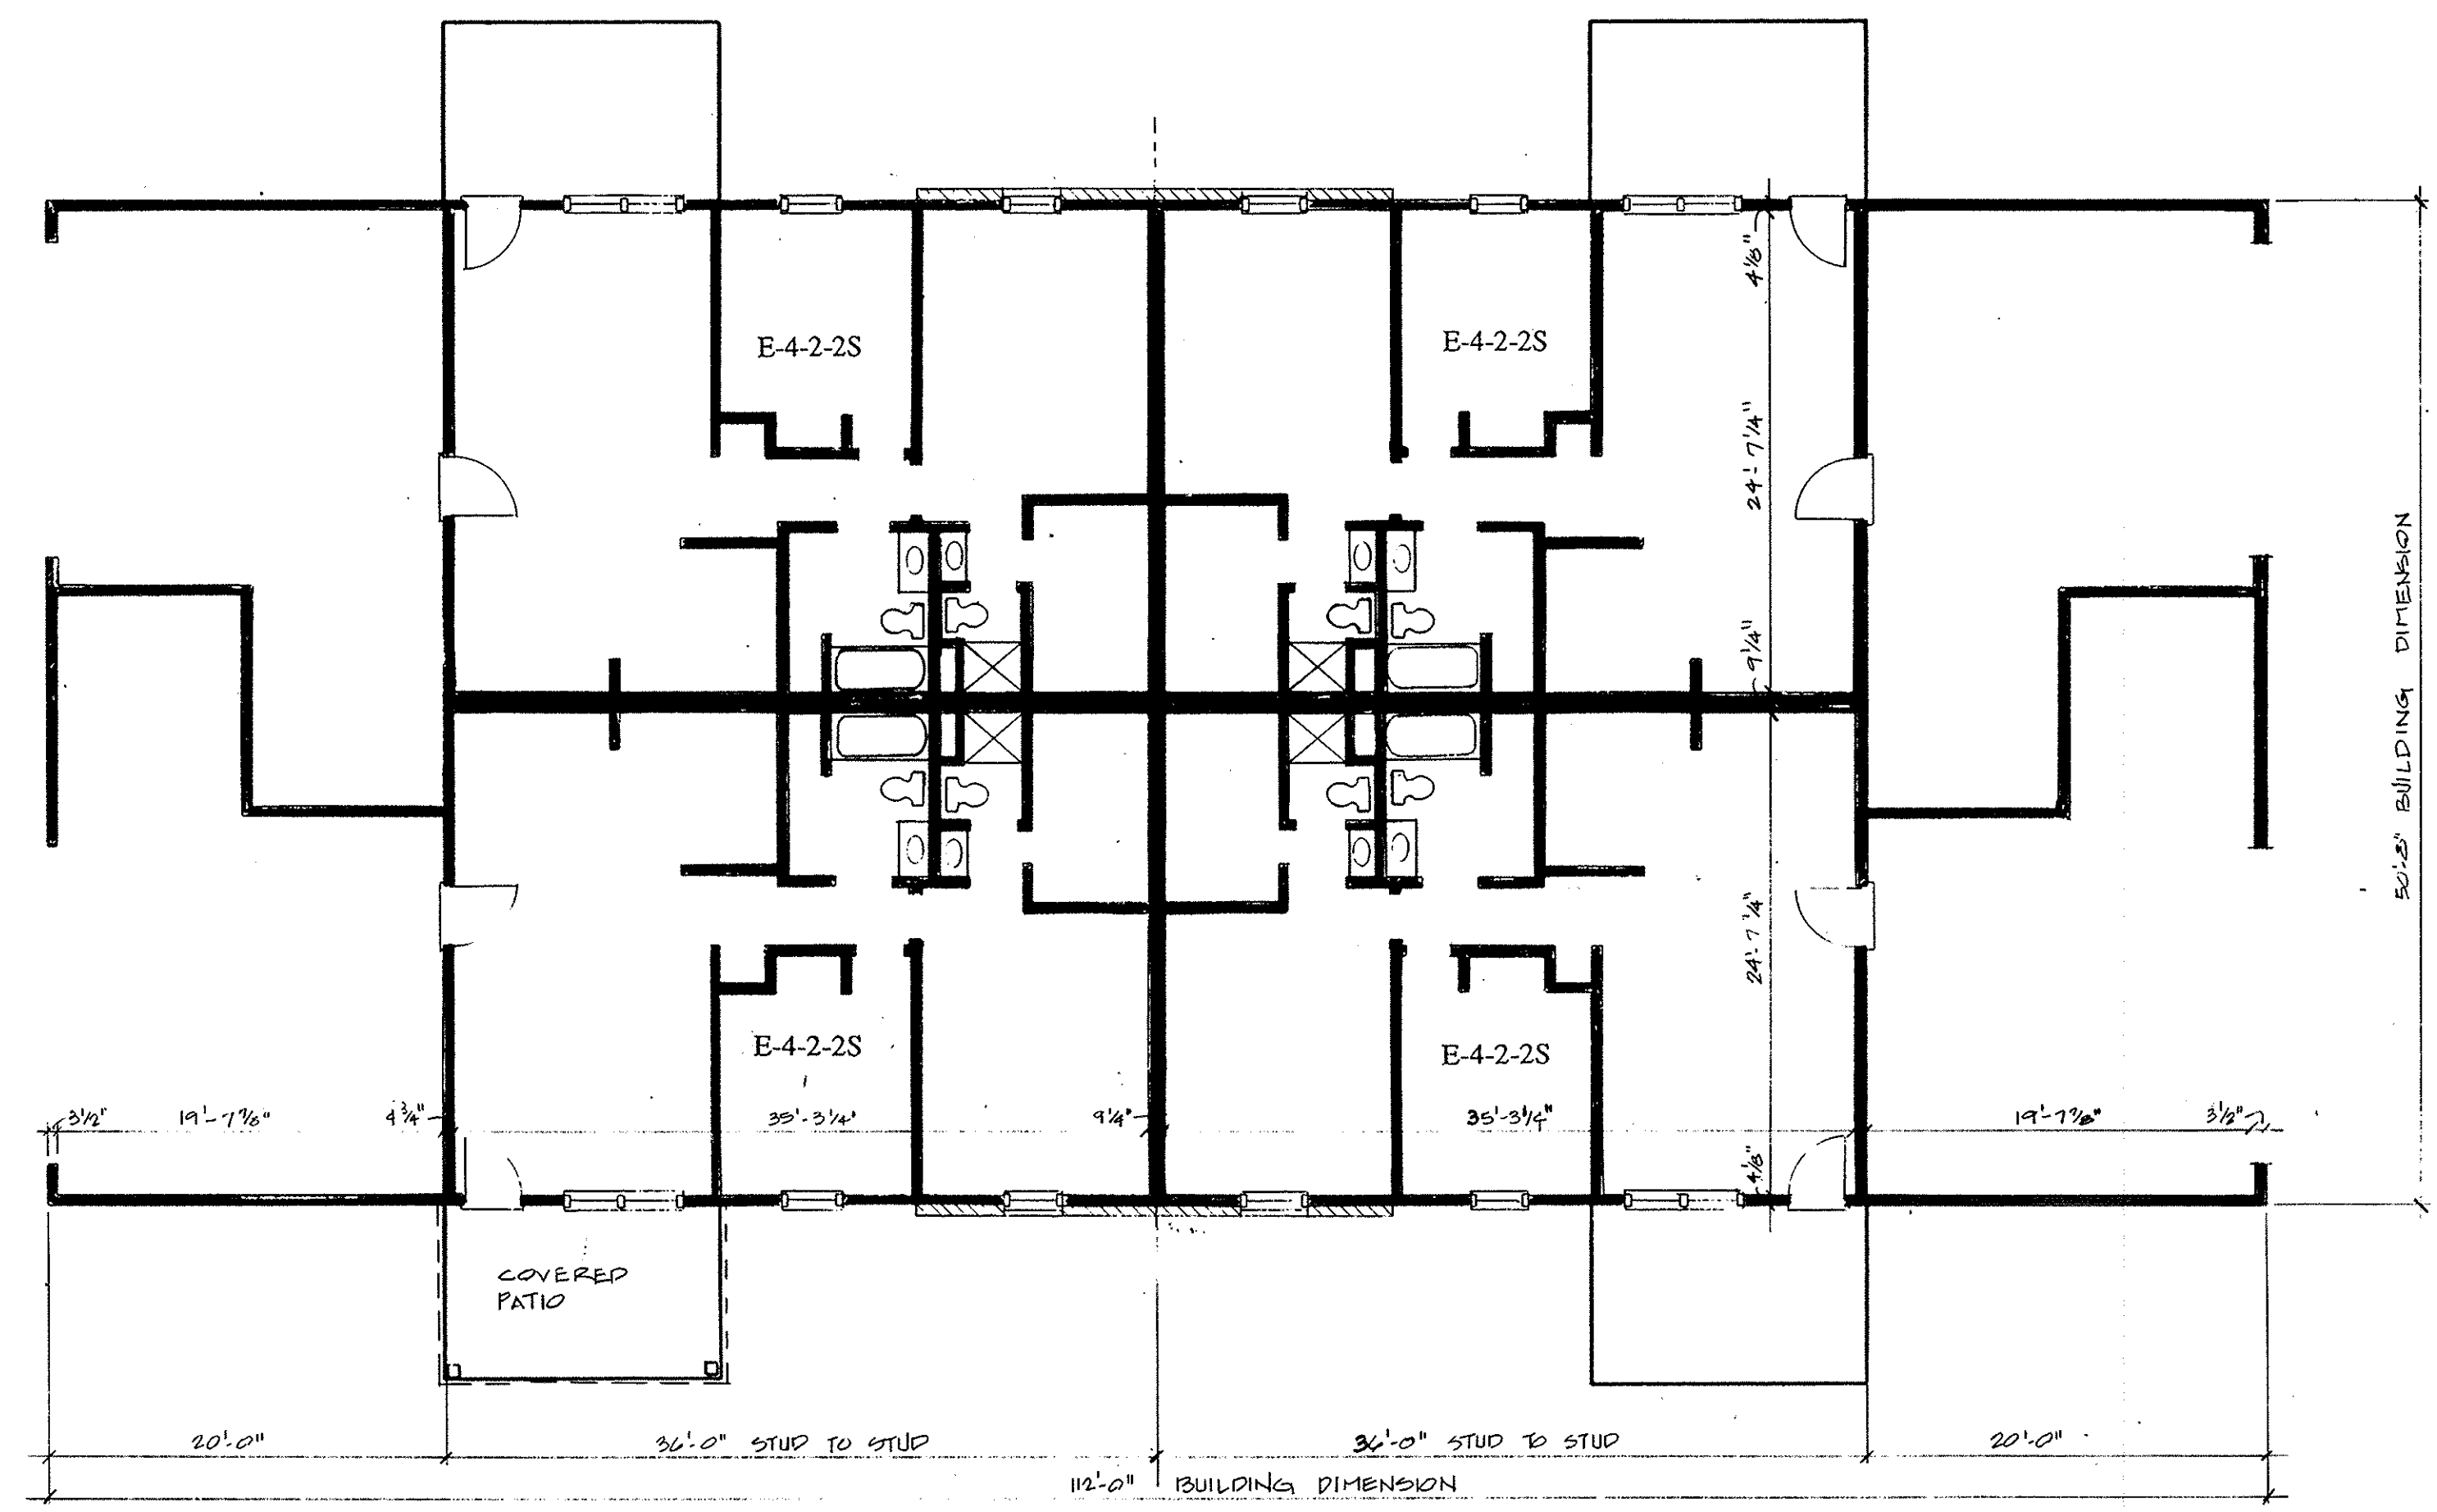 E-4-2-2S
E-4-2-2S
4 1/8"
24'-7 1/4"
9 1/4"
50'-8" BUILDING DIMENSION
24'-7 1/4"
E-4-2-2S
E-4-2-2S
3 1/2"
19'-7 7/8"
4 3/4"
35'-3 1/4"
9 1/4"
35'-3 1/4"
19'-7 7/8"
3 1/2"
4 1/8"
COVERED
PATIO
20'-0"
36'-0" STUD TO STUD
36'-0" STUD TO STUD
20'-0"
112'-0" BUILDING DIMENSION